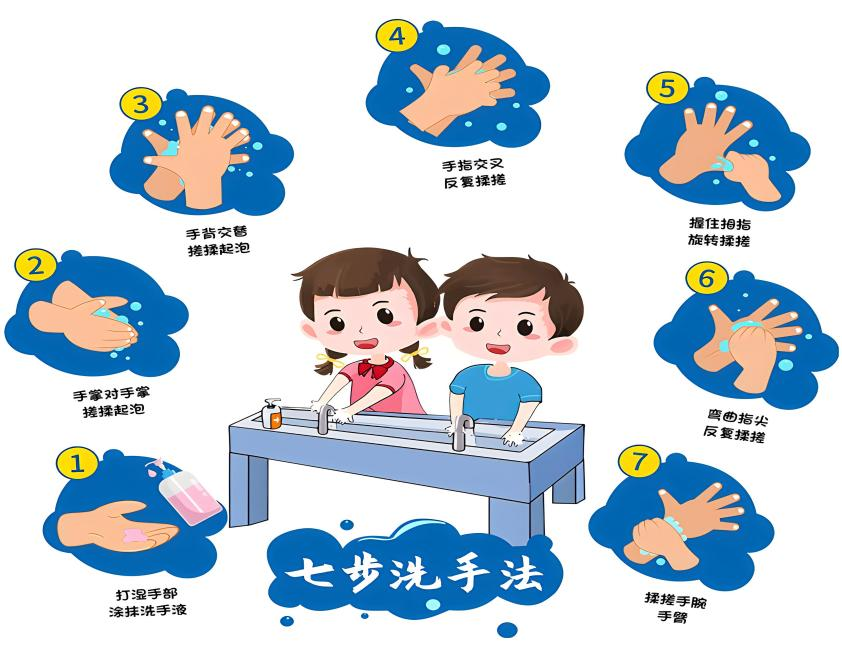 1
打湿手部
涂抹洗手液
2
手掌对手掌
搓揉起泡
3
手背交替
搓揉起泡
4
手指交叉
反复揉搓
5
握住拇指
旋转揉搓
6
弯曲指尖
反复揉搓
7
揉搓手腕
手臂
七步洗手法